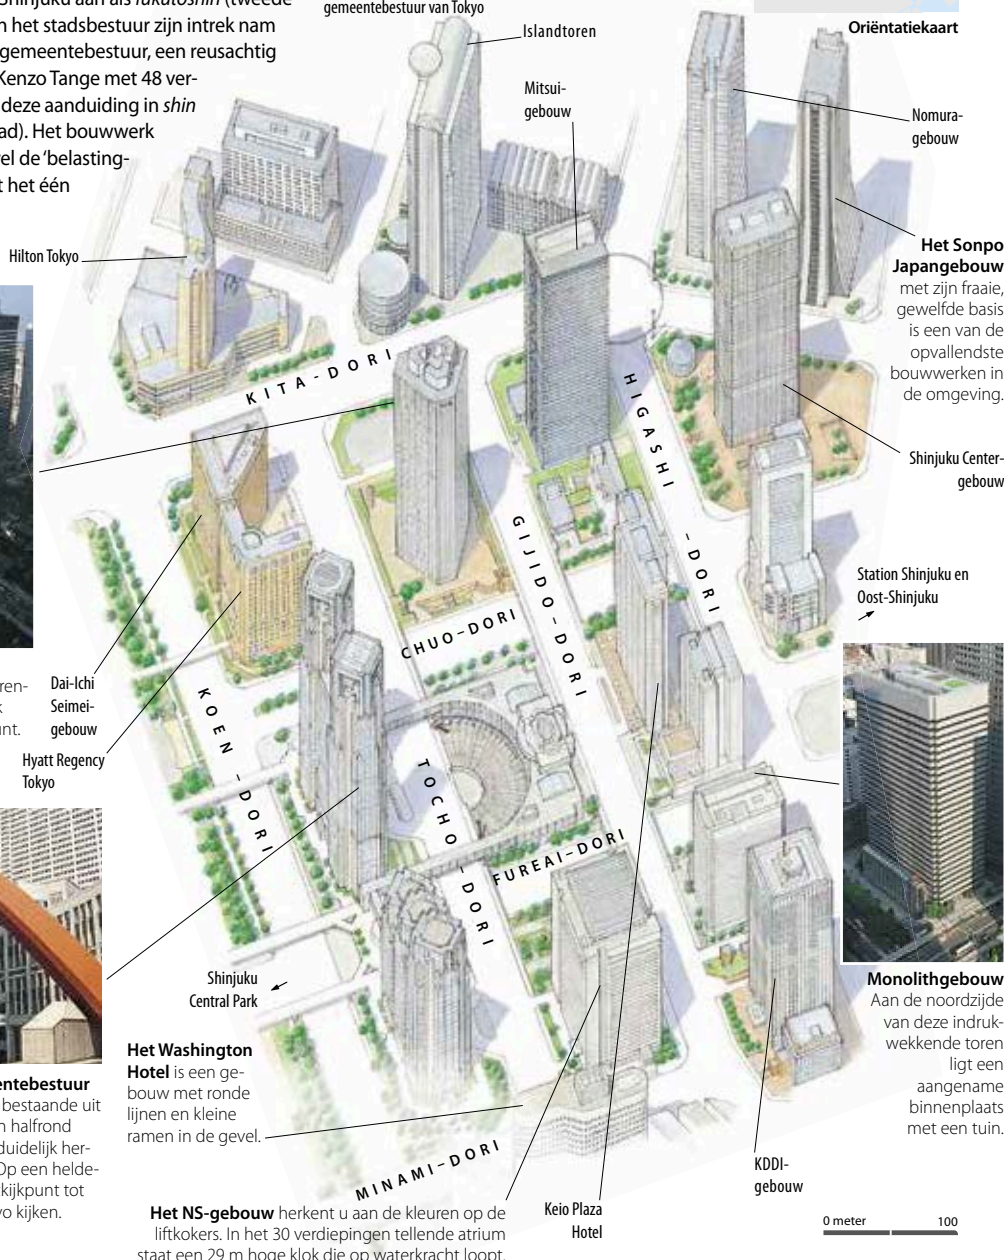 Shinjuku aan als fukutoshin (tweede
het stadsbestuur zijn intrek nam
gemeentebestuur, een reusachtig
Kenzo Tange met 48 ver-
deze aanduiding in shin
Het bouwwerk
de ‘belasting-
het één
gemeentebestuur van Tokyo
Islandtoren
Mitsui-
gebouw
Oriëntatiekaart
Nomura-
gebouw
Hilton Tokyo
Het Sonpo
Japangebouw
met zijn fraaie,
gewelfde basis
is een van de
opvallendste
bouwwerken in
de omgeving.
KITA-DORI
HIGASHI
-DORI
Shinjuku Center-
gebouw
GIJIDO-DORI
Station Shinjuku en
Oost-Shinjuku
CHUO-DORI
Dai-Ichi
Seimei-
gebouw
Hyatt Regency
Tokyo
KOEN-DORI
TOCHO-DORI
FUREAI-DORI
Shinjuku
Central Park
Monolithgebouw
Aan de noordzijde
van deze indruk-
wekkende toren
ligt een
aangename
binnenplaats
met een tuin.
Het Washington
Hotel is een ge-
bouw met ronde
lijnen en kleine
ramen in de gevel.
bestaande uit
halfrond
duidelijk her-
Op een helde-
tot
kijken.
MINAMI-DORI
KDDI-
gebouw
Keio Plaza
Hotel
Het NS-gebouw herkent u aan de kleuren op de
liftkokers. In het 30 verdiepingen tellende atrium
staat een 29 m hoge klok die op waterkracht loopt.
0 meter 100